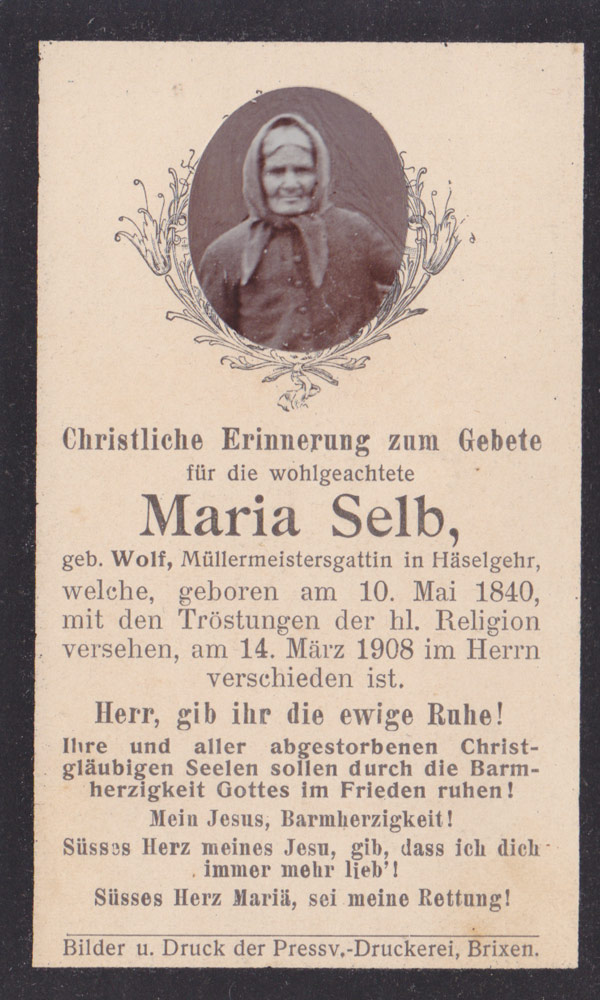 Christliche Erinnerung zum Gebete
für die wohlgeachtete
Maria Selb,
geb. Wolf, Müllermeistersgattin in Häselgehr,
welche, geboren am 10. Mai 1840,
mit den Tröstungen der hl. Religion
versehen, am 14. März 1908 im Herrn
verschieden ist.
Herr, gib ihr die ewige Ruhe!
Ihre und aller abgestorbenen Christ-
gläubigen Seelen sollen durch die Barm-
herzigkeit Gottes im Frieden ruhen!
Mein Jesus, Barmherzigkeit!
Süsses Herz meines Jesu, gib, dass ich dich
immer mehr lieb'!
Süsses Herz Mariä, sei meine Rettung!
Bilder u. Druck der Pressv.-Druckerei, Brixen.